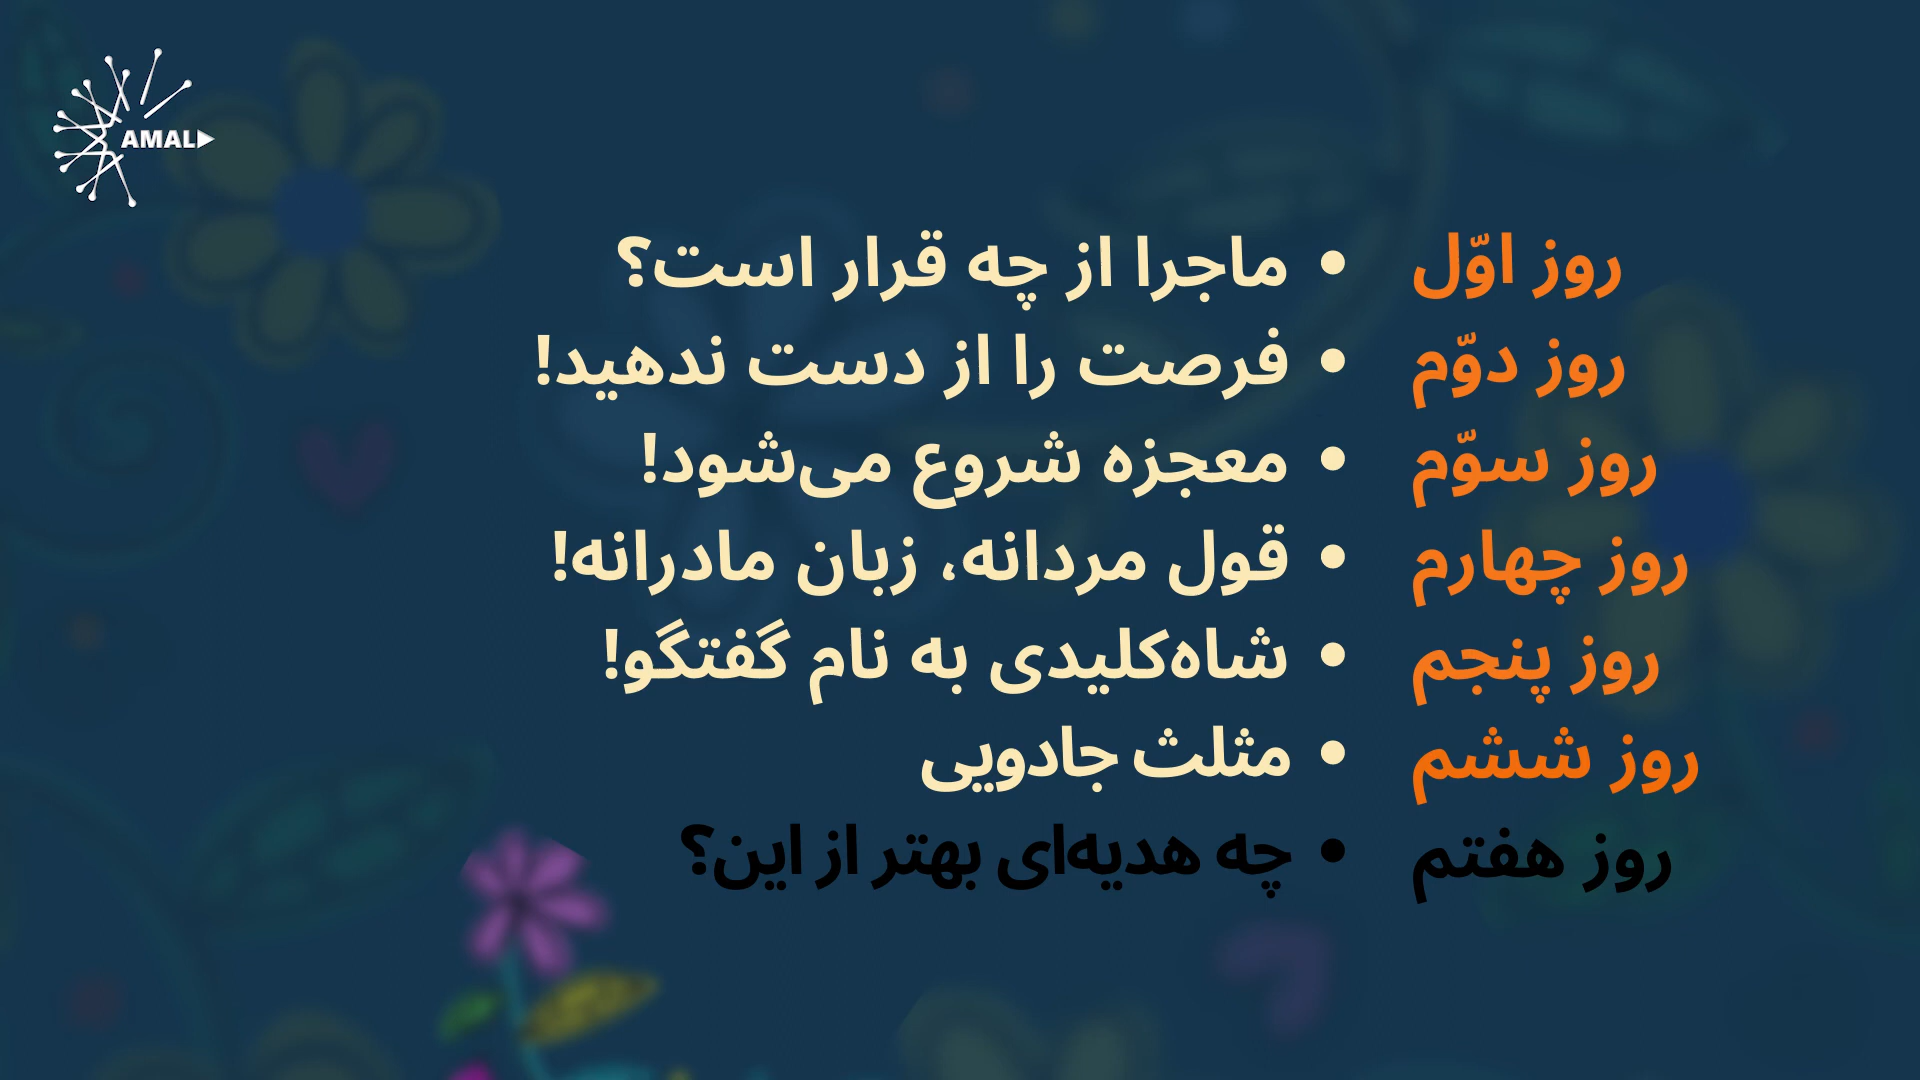 AMAL
روز اوّل • ماجرا از چه قرار است؟
روز دوّم • فرصت را از دست ندهید!
روز سوّم • معجزه شروع می‌شود!
روز چهارم • قول مردانه، زبان مادرانه!
روز پنجم • شاه‌کلیدی به نام گفتگو!
روز ششم • مثلث جادویی
روز هفتم • چه هدیه‌ای بهتر از این؟